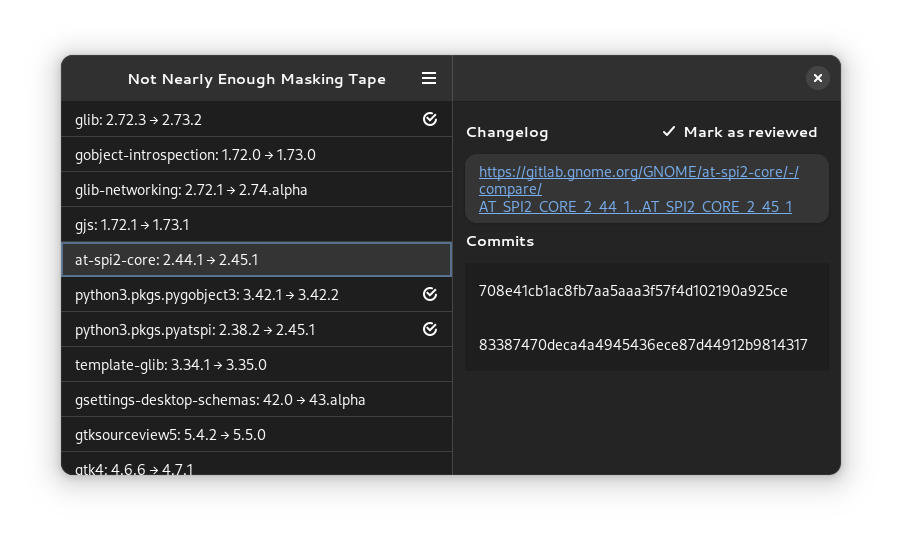 Not Nearly Enough Masking Tape
glib: 2.72.3 → 2.73.2
gobject-introspection: 1.72.0 → 1.73.0
glib-networking: 2.72.1 → 2.74.alpha
gjs: 1.72.1 → 1.73.1
at-spi2-core: 2.44.1 → 2.45.1
python3.pkgs.pygobject3: 3.42.1 → 3.42.2
python3.pkgs.pyatspi: 2.38.2 → 2.45.1
template-glib: 3.34.1 → 3.35.0
gsettings-desktop-schemas: 42.0 → 43.alpha
gtksourceview5: 5.4.2 → 5.5.0
gtk4: 4.6.6 → 4.7.1
Changelog
Mark as reviewed
https://gitlab.gnome.org/GNOME/at-spi2-core/-/
compare/
AT_SPI2_CORE_2_44_1...AT_SPI2_CORE_2_45_1
Commits
708e41cb1ac8fb7aa5aaa3f57f4d102190a925ce
83387470deca4a4945436ece87d44912b9814317